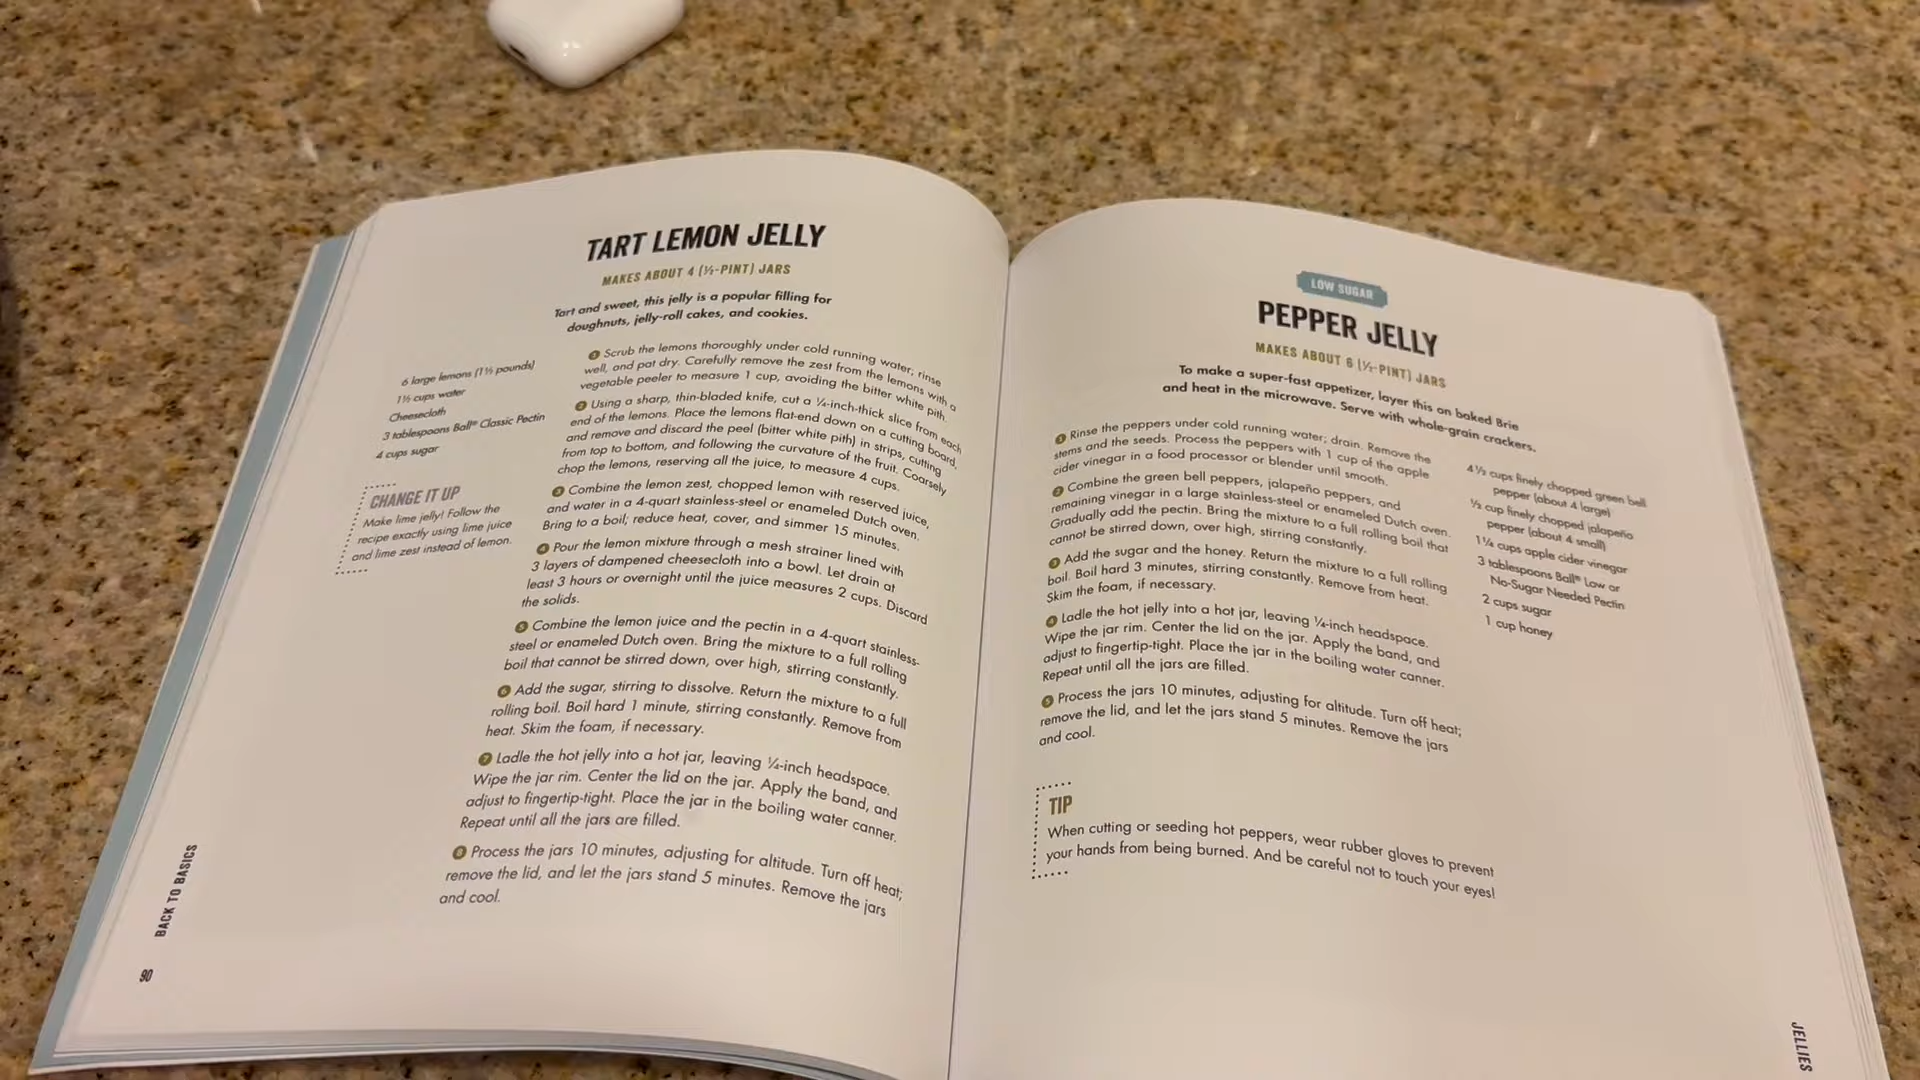 TART LEMON JELLY
MAKES ABOUT 4 (½-PINT) JARS
Tart and sweet, this jelly is a popular filling for
doughnuts, jelly-roll cakes, and cookies.
6 large lemons (1½ pounds)
1½ cups water
Cheesecloth
3 tablespoons Ball® Classic Pectin
4 cups sugar
CHANGE IT UP
Make lime jelly! Follow the
recipe exactly using lime juice
and lime zest instead of lemon.
1 Scrub the lemons thoroughly under cold running water; rinse
well, and pat dry. Carefully remove the zest from the lemons with a
vegetable peeler to measure 1 cup, avoiding the bitter white pith.
2 Using a sharp, thin-bladed knife, cut a ¼-inch-thick slice from each
end of the lemons. Place the lemons flat-end down on a cutting board,
and remove and discard the peel (bitter white pith) in strips, cutting
from top to bottom, and following the curvature of the fruit. Coarsely
chop the lemons, reserving all the juice, to measure 4 cups.
3 Combine the lemon zest, chopped lemon with reserved juice,
and water in a 4-quart stainless-steel or enameled Dutch oven.
Bring to a boil; reduce heat, cover, and simmer 15 minutes.
4 Pour the lemon mixture through a mesh strainer lined with
3 layers of dampened cheesecloth into a bowl. Let drain at
least 3 hours or overnight until the juice measures 2 cups. Discard
the solids.
5 Combine the lemon juice and the pectin in a 4-quart stainless-
steel or enameled Dutch oven. Bring the mixture to a full rolling
boil that cannot be stirred down, over high, stirring constantly.
6 Add the sugar, stirring to dissolve. Return the mixture to a full
rolling boil. Boil hard 1 minute, stirring constantly. Remove from
heat. Skim the foam, if necessary.
7 Ladle the hot jelly into a hot jar, leaving ¼-inch headspace.
Wipe the jar rim. Center the lid on the jar. Apply the band, and
adjust to fingertip-tight. Place the jar in the boiling water canner.
Repeat until all the jars are filled.
8 Process the jars 10 minutes, adjusting for altitude. Turn off heat;
remove the lid, and let the jars stand 5 minutes. Remove the jars
and cool.
BACK TO BASICS
90
LOW SUGAR
PEPPER JELLY
MAKES ABOUT 6 (½-PINT) JARS
To make a super-fast appetizer, layer this on baked Brie
and heat in the microwave. Serve with whole-grain crackers.
1 Rinse the peppers under cold running water; drain. Remove the
stems and the seeds. Process the peppers with 1 cup of the apple
cider vinegar in a food processor or blender until smooth.
2 Combine the green bell peppers, jalapeño peppers, and
remaining vinegar in a large stainless-steel or enameled Dutch oven.
Gradually add the pectin. Bring the mixture to a full rolling boil that
cannot be stirred down, over high, stirring constantly.
3 Add the sugar and the honey. Return the mixture to a full rolling
boil. Boil hard 3 minutes, stirring constantly. Remove from heat.
Skim the foam, if necessary.
4 Ladle the hot jelly into a hot jar, leaving ¼-inch headspace.
Wipe the jar rim. Center the lid on the jar. Apply the band, and
adjust to fingertip-tight. Place the jar in the boiling water canner.
Repeat until all the jars are filled.
5 Process the jars 10 minutes, adjusting for altitude. Turn off heat;
remove the lid, and let the jars stand 5 minutes. Remove the jars
and cool.
4½ cups finely chopped green bell
pepper (about 4 large)
½ cup finely chopped jalapeño
pepper (about 4 small)
1¼ cups apple cider vinegar
3 tablespoons Ball® Low or
No-Sugar Needed Pectin
2 cups sugar
1 cup honey
TIP
When cutting or seeding hot peppers, wear rubber gloves to prevent
your hands from being burned. And be careful not to touch your eyes!
JELLIES